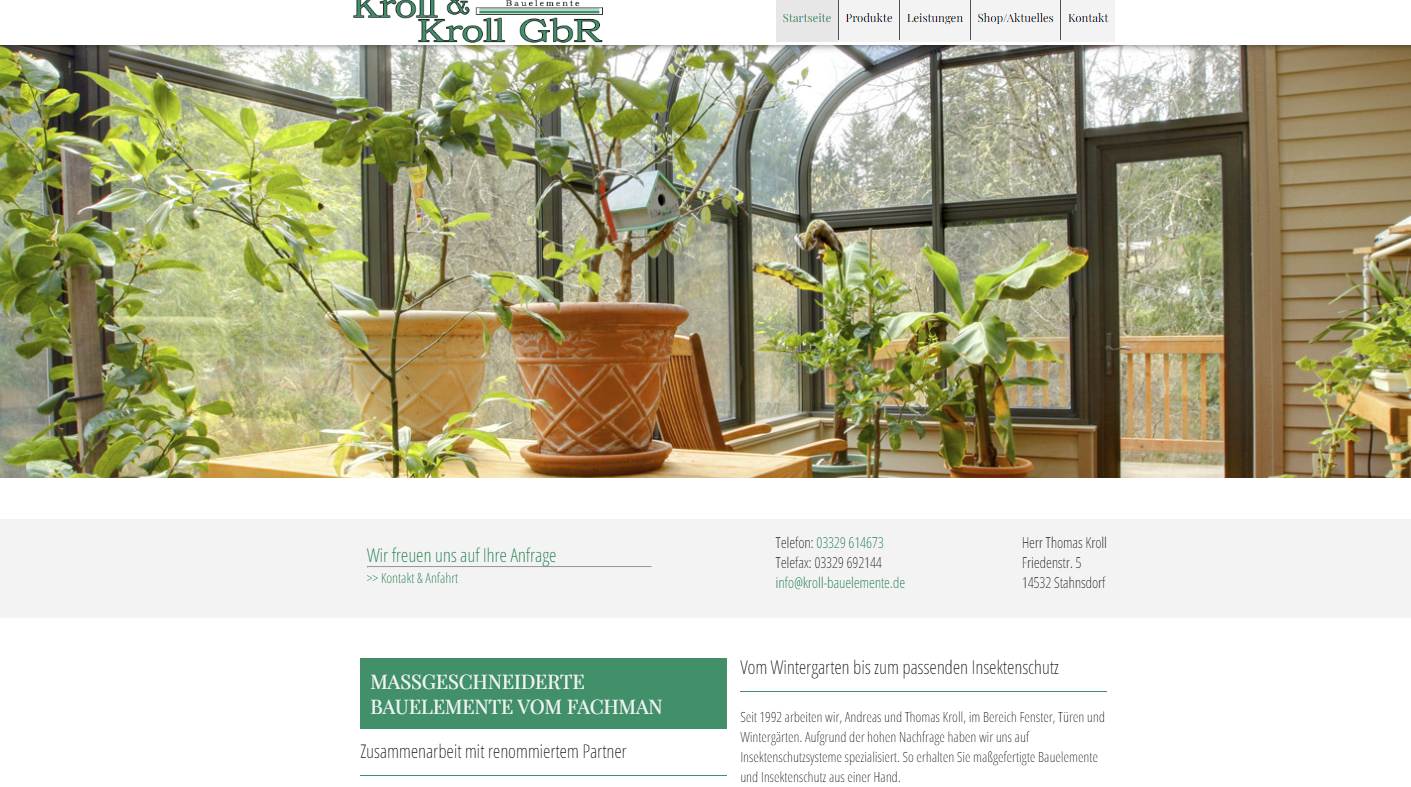 Kroll &
Bauelemente
Kroll GbR
Startseite
Produkte
Leistungen
Shop/Aktuelles
Kontakt
Wir freuen uns auf Ihre Anfrage
>> Kontakt & Anfahrt
Telefon: 03329 614673
Telefax: 03329 692144
info@kroll-bauelemente.de
Herr Thomas Kroll
Friedenstr. 5
14532 Stahnsdorf
MASSGESCHNEIDERTE
BAUELEMENTE VOM FACHMAN
Zusammenarbeit mit renommiertem Partner
Vom Wintergarten bis zum passenden Insektenschutz
Seit 1992 arbeiten wir, Andreas und Thomas Kroll, im Bereich Fenster, Türen und
Wintergärten. Aufgrund der hohen Nachfrage haben wir uns auf
Insektenschutzsysteme spezialisiert. So erhalten Sie maßgefertigte Bauelemente
und Insektenschutz aus einer Hand.